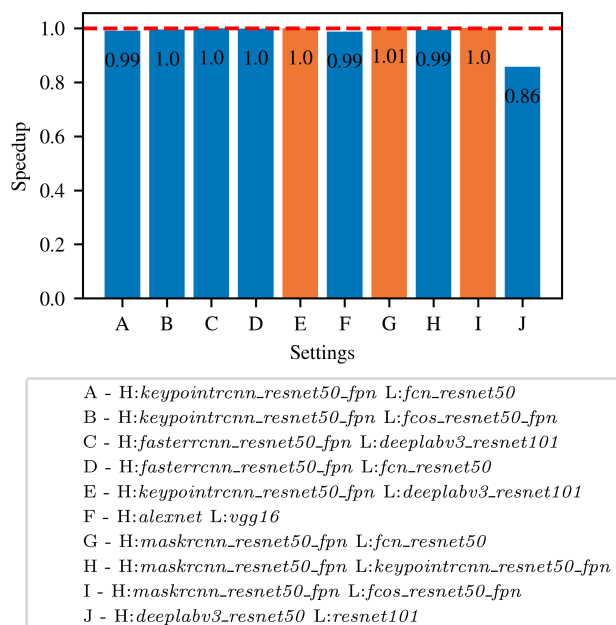 1.0
0.8
0.6
0.4
0.2
0.0
Speedup
0.99 1.0 1.0 1.0 1.0 0.99 1.01 0.99 1.0 0.86
A B C D E F G H I J
Settings
A - H:keypointrcnn_resnet50_fpn L:fcn_resnet50
B - H:keypointrcnn_resnet50_fpn L:fcos_resnet50_fpn
C - H:fasterrcnn_resnet50_fpn L:deeplabv3_resnet101
D - H:fasterrcnn_resnet50_fpn L:fcn_resnet50
E - H:keypointrcnn_resnet50_fpn L:deeplabv3_resnet101
F - H:alexnet L:vgg16
G - H:maskrcnn_resnet50_fpn L:fcn_resnet50
H - H:maskrcnn_resnet50_fpn L:keypointrcnn_resnet50_fpn
I - H:maskrcnn_resnet50_fpn L:fcos_resnet50_fpn
J - H:deeplabv3_resnet50 L:resnet101